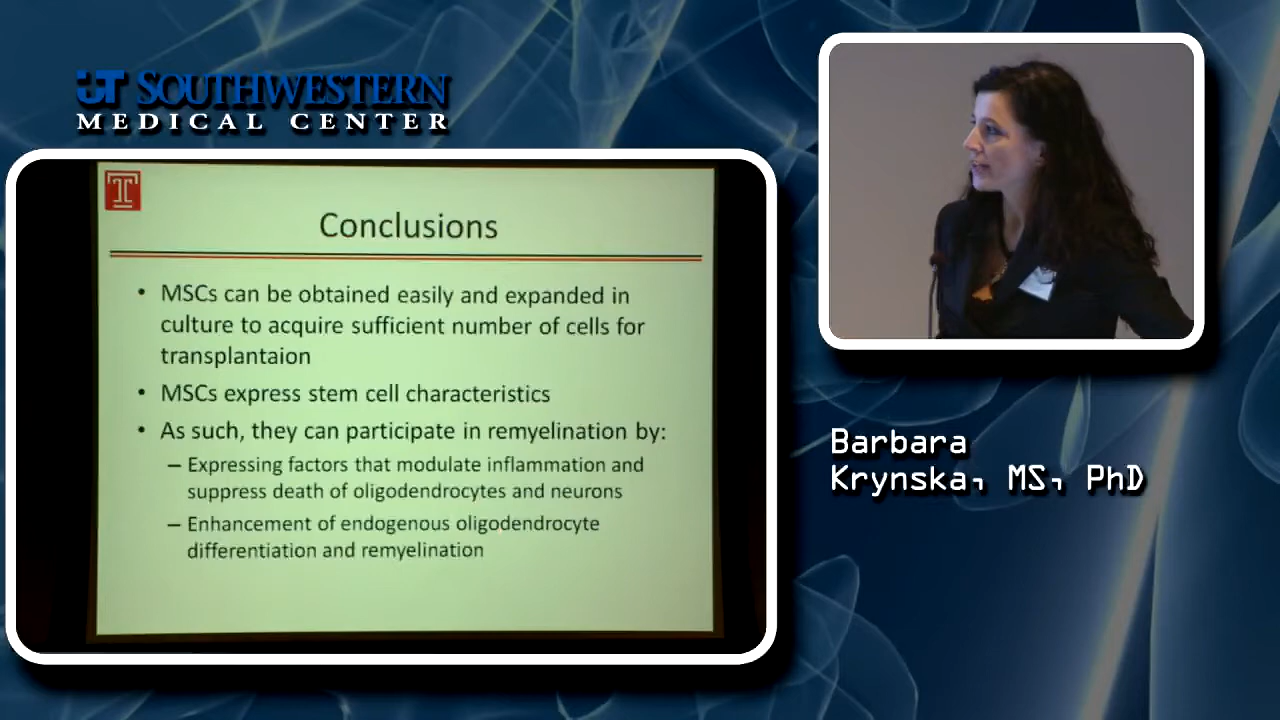 UT SOUTHWESTERN
MEDICAL CENTER
T
Conclusions
• MSCs can be obtained easily and expanded in
culture to acquire sufficient number of cells for
transplantaion
• MSCs express stem cell characteristics
• As such, they can participate in remyelination by:
– Expressing factors that modulate inflammation and
suppress death of oligodendrocytes and neurons
– Enhancement of endogenous oligodendrocyte
differentiation and remyelination
Barbara
Krynska, MS, PhD